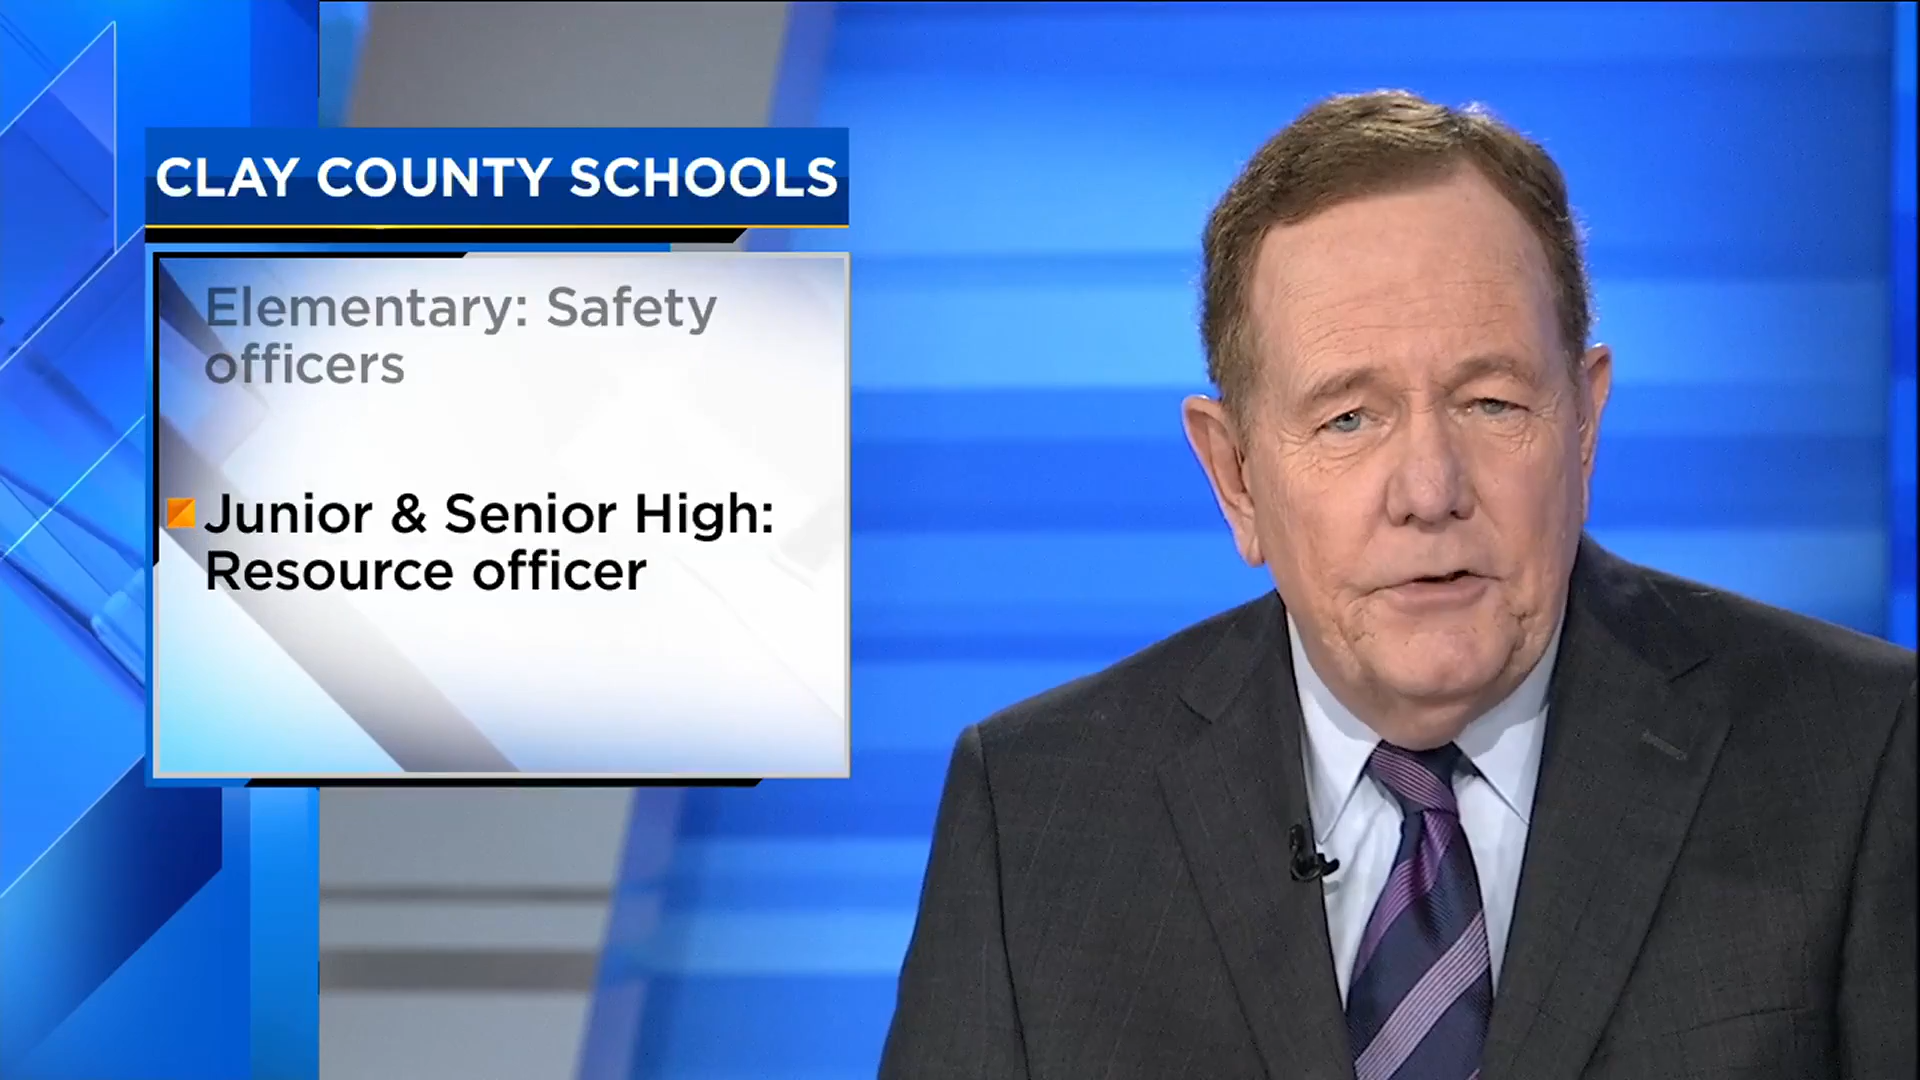 CLAY COUNTY SCHOOLS
Elementary: Safety
officers
Junior & Senior High:
Resource officer